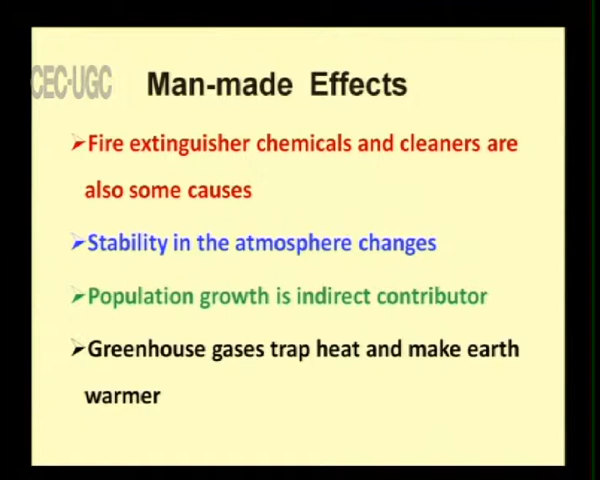 CEC-UGC
Man-made Effects
➢Fire extinguisher chemicals and cleaners are
also some causes
➢Stability in the atmosphere changes
➢Population growth is indirect contributor
➢Greenhouse gases trap heat and make earth
warmer